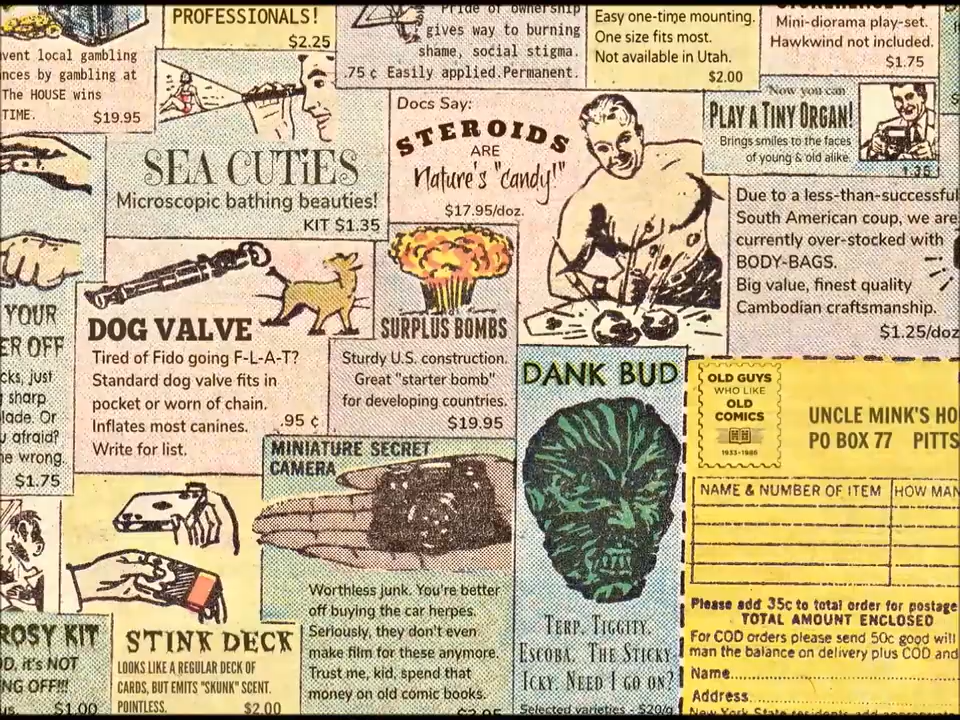 PROFESSIONALS!
$2.25
vent local gambling
nces by gambling at
The HOUSE wins
TIME.
$19.95
Pride of ownership
gives way to burning
shame, social stigma.
.75 ¢ Easily applied.Permanent.
Easy one-time mounting.
One size fits most.
Not available in Utah.
$2.00
Mini-diorama play-set.
Hawkwind not included.
$1.75
SEA CUTiES
Microscopic bathing beauties!
KIT $1.35
Docs Say:
STEROIDS
ARE
Nature's "candy!"
$17.95/doz.
Now you can
PLAY A TINY ORGAN!
Brings smiles to the faces
of young & old alike.
1.35
Due to a less-than-successful
South American coup, we are
currently over-stocked with
BODY-BAGS.
Big value, finest quality
Cambodian craftsmanship.
$1.25/doz
YOUR
ER OFF
cks, just
sharp
lade. Or
u afraid?
ne wrong.
$1.75
DOG VALVE
Tired of Fido going F-L-A-T?
Standard dog valve fits in
pocket or worn of chain.
Inflates most canines.
Write for list.
.95 ¢
SURPLUS BOMBS
Sturdy U.S. construction.
Great "starter bomb"
for developing countries.
$19.95
MINIATURE SECRET
CAMERA
Worthless junk. You're better
off buying the car herpes.
Seriously, they don't even
make film for these anymore.
Trust me, kid, spend that
money on old comic books.
$3.95
DANK BUD
Terp. Tiggity.
Escoba. The Sticky
Icky. Need I go on?
Selected varieties - $20/g
OLD GUYS
WHO LIKE
OLD
COMICS
1933-1986
UNCLE MINK'S HO
PO BOX 77 PITTS
NAME & NUMBER OF ITEM
HOW MAN
Please add 35c to total order for postage
TOTAL AMOUNT ENCLOSED
For COD orders please send 50c good will
man the balance on delivery plus COD and
Name
Address
ROSY KIT
OD, it's NOT
NG OFF!!!
$1.00
STINK DECK
LOOKS LIKE A REGULAR DECK OF
CARDS, BUT EMITS "SKUNK" SCENT.
POINTLESS.
$2.00